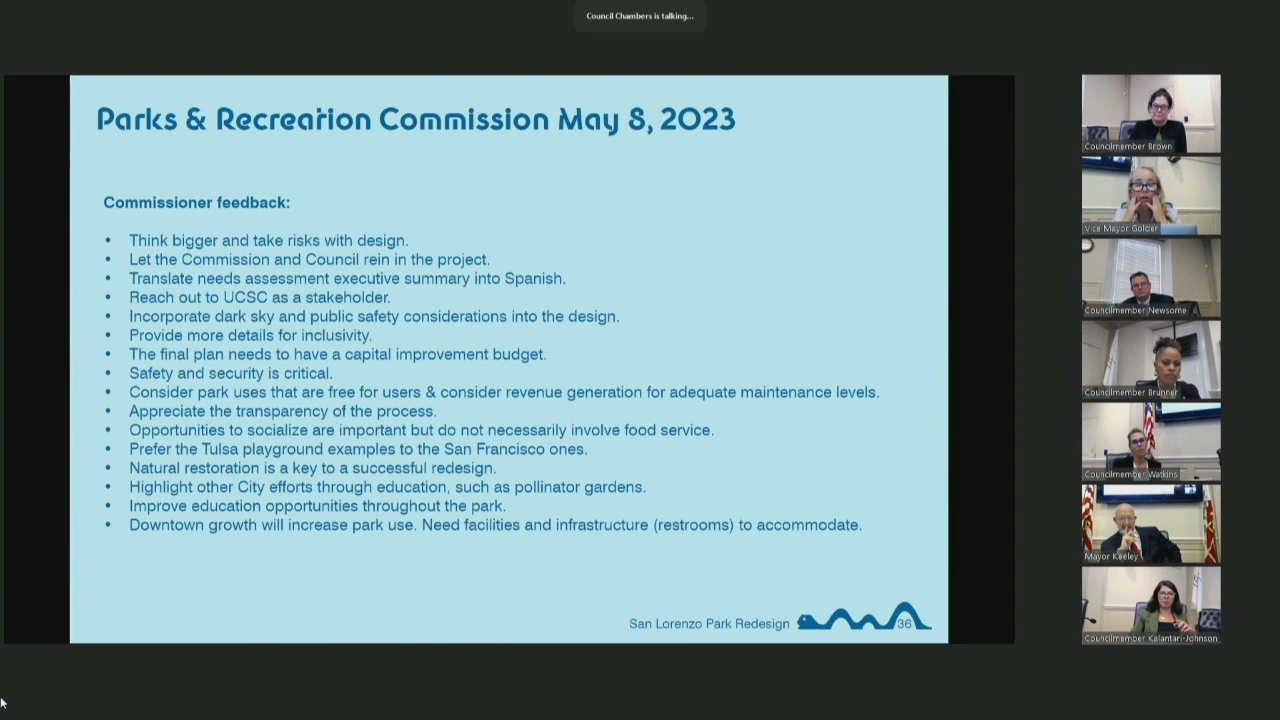 Council Chambers is talking...
Parks & Recreation Commission May 8, 2023
Commissioner feedback:
• Think bigger and take risks with design.
• Let the Commission and Council rein in the project.
• Translate needs assessment executive summary into Spanish.
• Reach out to UCSC as a stakeholder.
• Incorporate dark sky and public safety considerations into the design.
• Provide more details for inclusivity.
• The final plan needs to have a capital improvement budget.
• Safety and security is critical.
• Consider park uses that are free for users & consider revenue generation for adequate maintenance levels.
• Appreciate the transparency of the process.
• Opportunities to socialize are important but do not necessarily involve food service.
• Prefer the Tulsa playground examples to the San Francisco ones.
• Natural restoration is a key to a successful redesign.
• Highlight other City efforts through education, such as pollinator gardens.
• Improve education opportunities throughout the park.
• Downtown growth will increase park use. Need facilities and infrastructure (restrooms) to accommodate.
San Lorenzo Park Redesign 36
Councilmember Brown
Vice Mayor Golder
Councilmember Newsome
Councilmember Brunner
Councilmember Watkins
Mayor Keeley
Councilmember Kalantari-Johnson